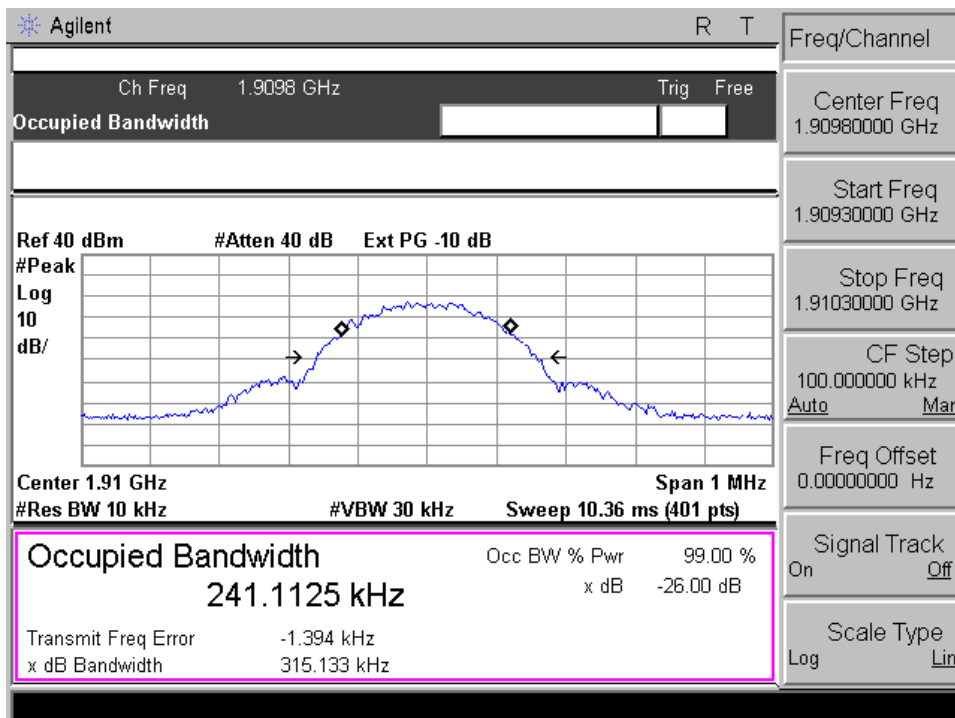 Agilent R T
Ch Freq 1.9098 GHz Trig Free
Occupied Bandwidth
Ref 40 dBm #Atten 40 dB Ext PG -10 dB
#Peak
Log
10
dB/
Center 1.91 GHz Span 1 MHz
#Res BW 10 kHz #VBW 30 kHz Sweep 10.36 ms (401 pts)
Occupied Bandwidth
241.1125 kHz
Occ BW % Pwr 99.00 %
x dB -26.00 dB
Transmit Freq Error -1.394 kHz
x dB Bandwidth 315.133 kHz
Freq/Channel
Center Freq
1.90980000 GHz
Start Freq
1.90930000 GHz
Stop Freq
1.91030000 GHz
CF Step
100.000000 kHz
Auto Man
Freq Offset
0.00000000 Hz
Signal Track
On Off
Scale Type
Log Lin